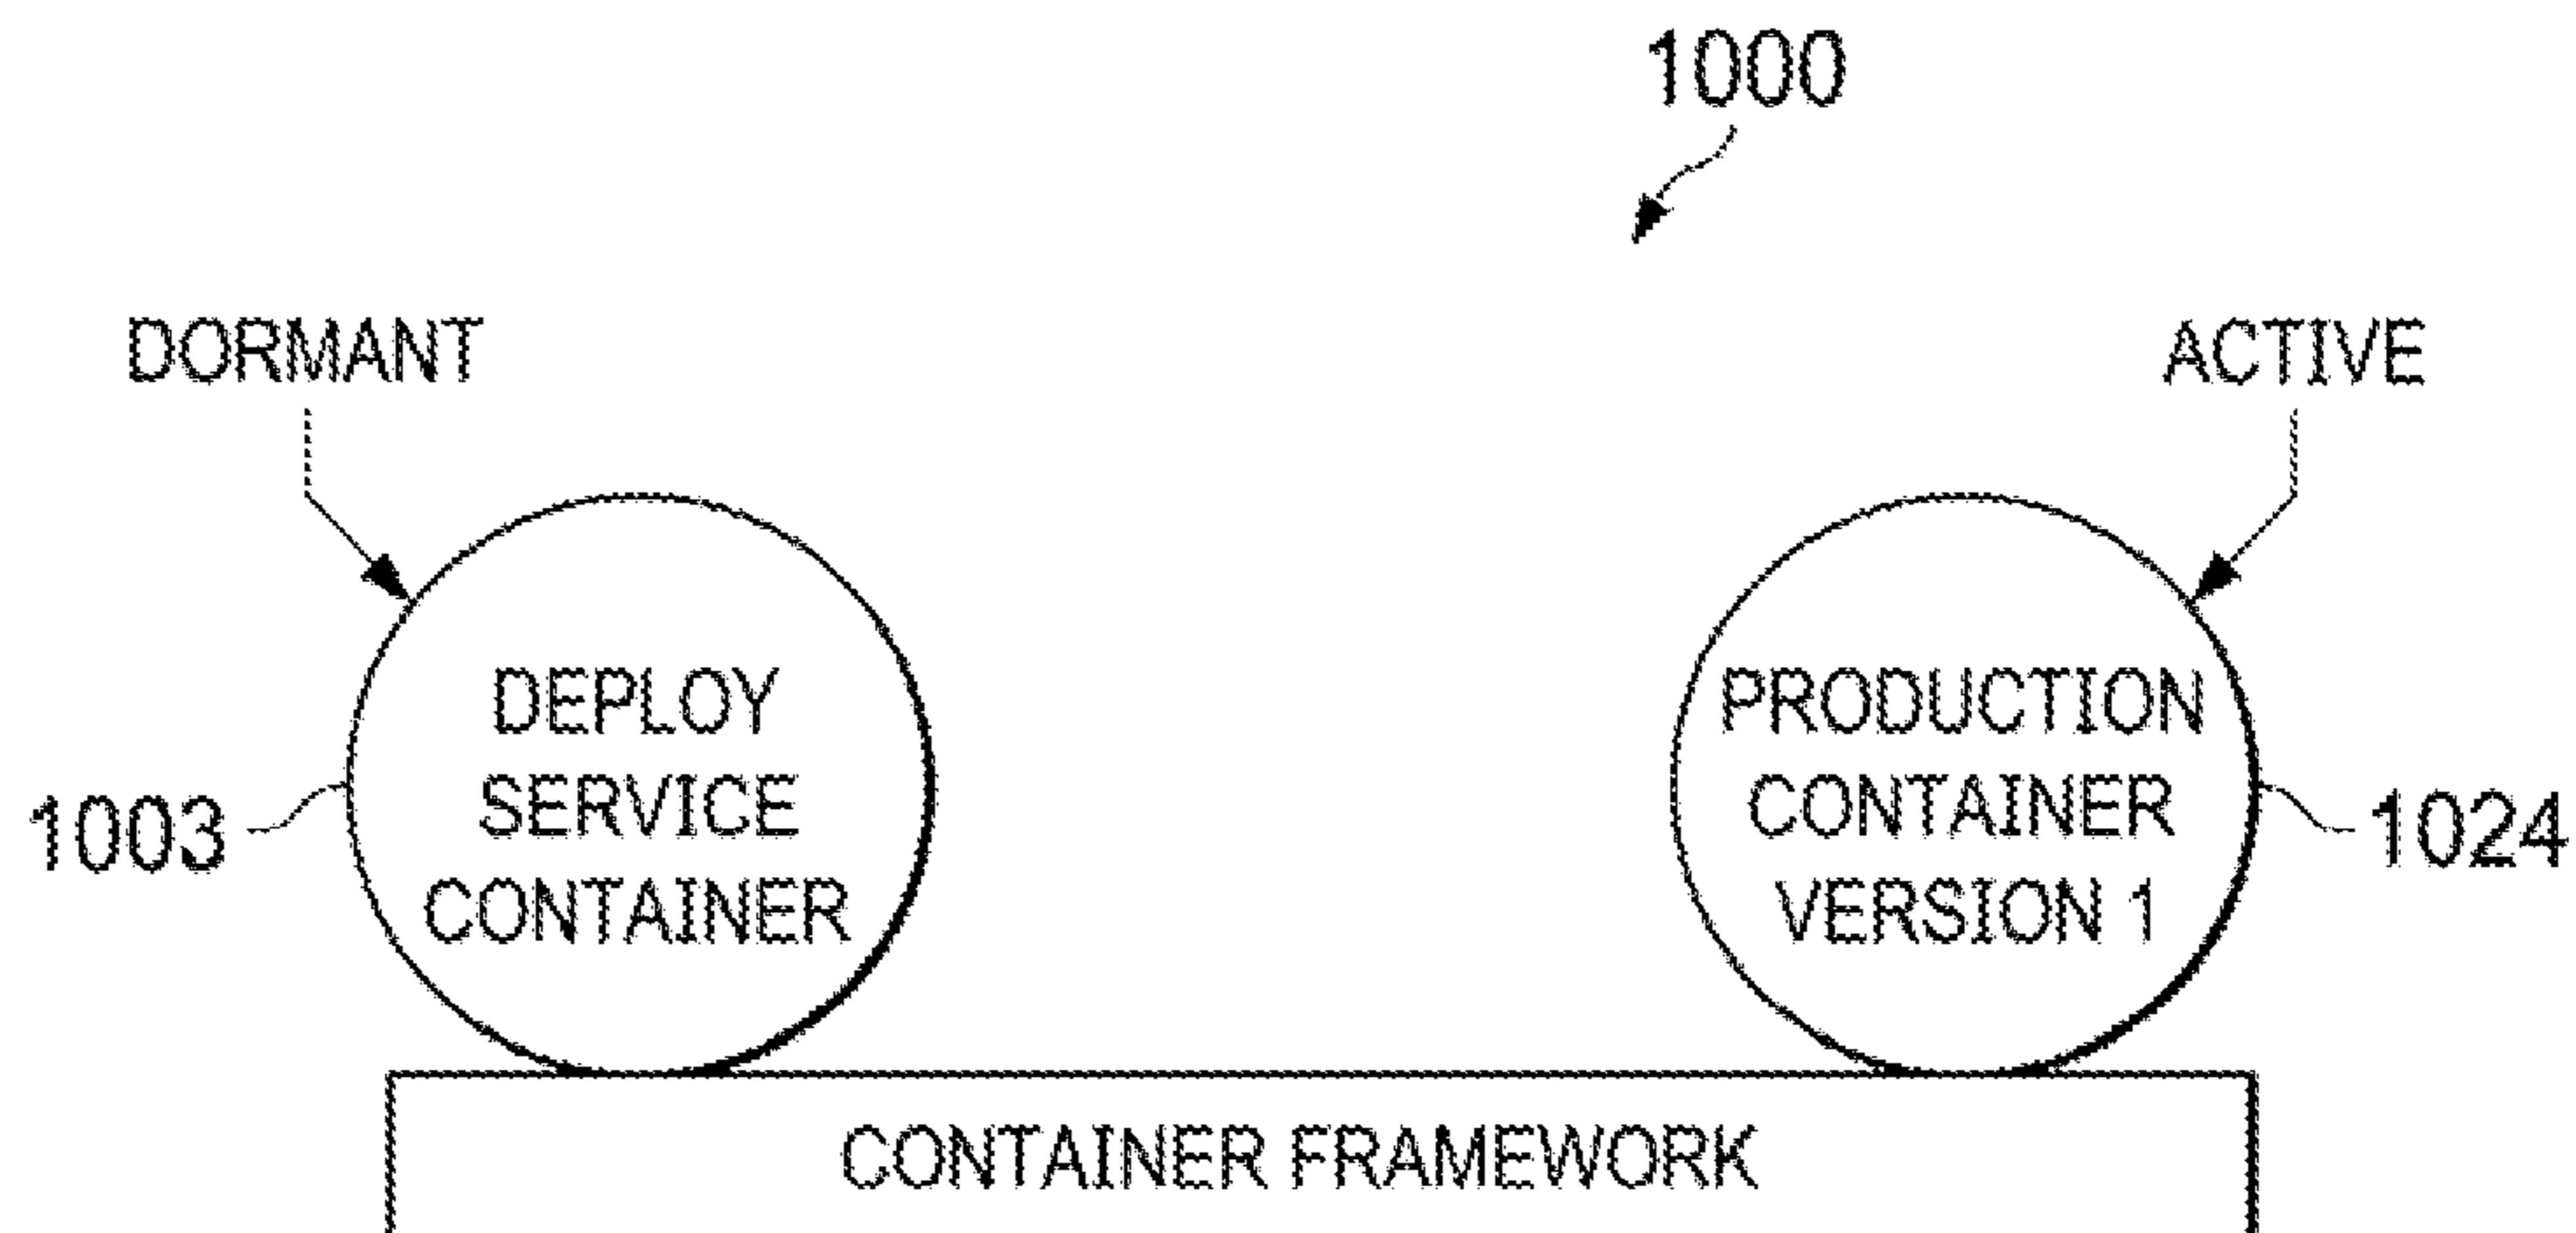 1000
DORMANT
ACTIVE
DEPLOY
SERVICE
CONTAINER
1003
PRODUCTION
CONTAINER
VERSION 1
1024
CONTAINER FRAMEWORK